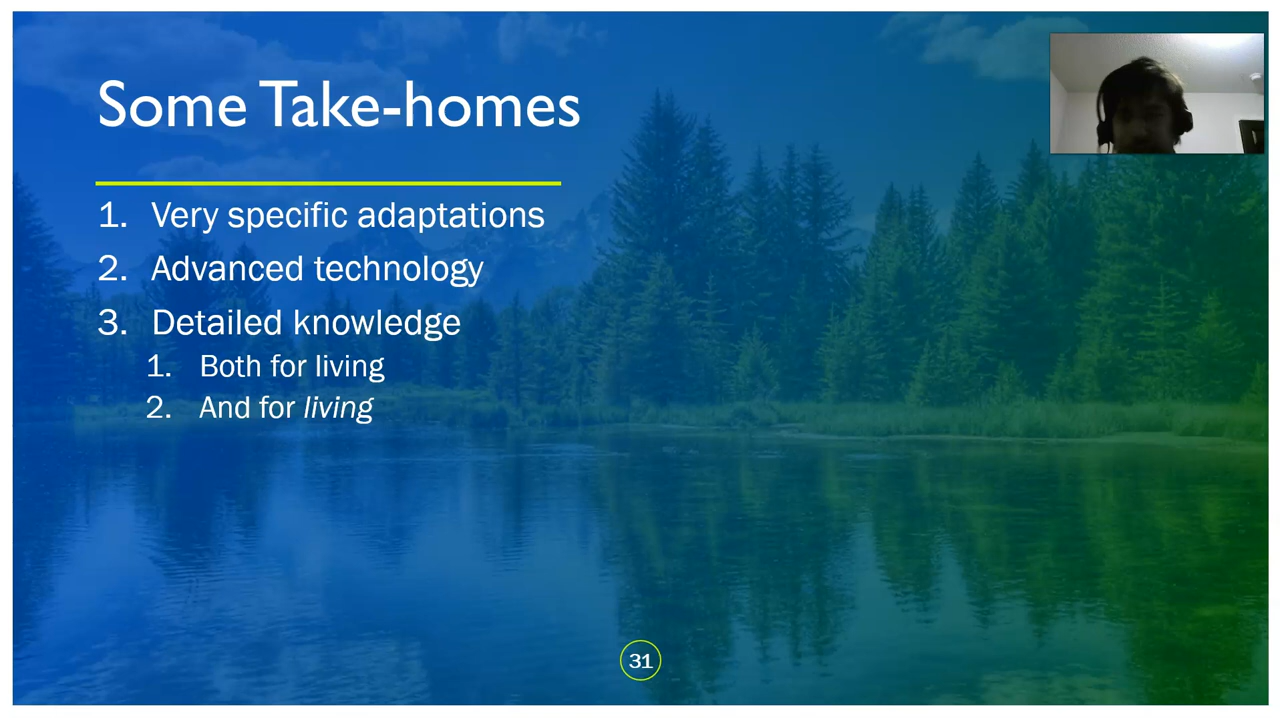 Some Take-homes
1. Very specific adaptations
2. Advanced technology
3. Detailed knowledge
1. Both for living
2. And for living
31